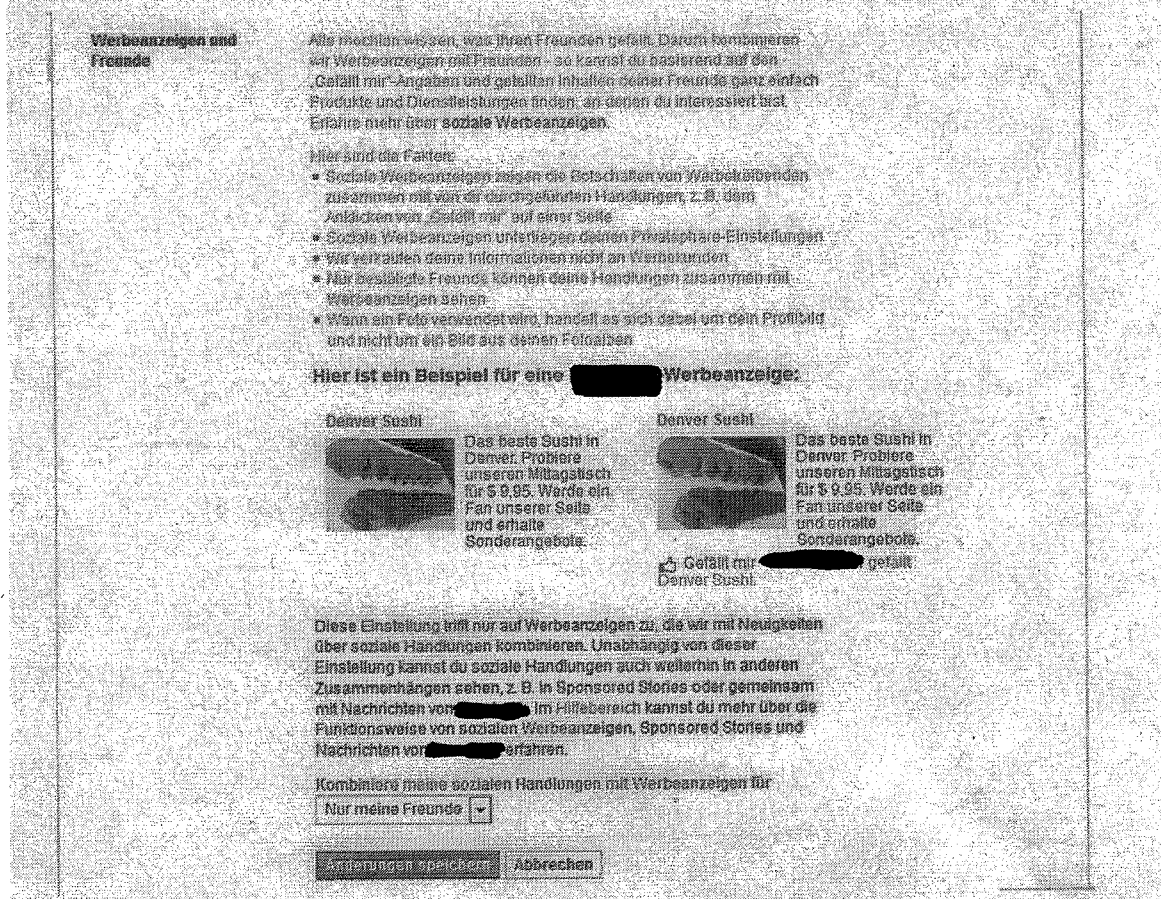 Werbeanzeigen und
Freunde
Alle möchten wissen, was ihren Freunden gefällt. Darum kombinieren
wir Werbeanzeigen mit Freunden - so kannst du basierend auf den
„Gefällt mir“-Angaben und geteilten Inhalten deiner Freunde ganz einfach
Produkte und Dienstleistungen finden, an denen du interessiert bist.
Erfahre mehr über soziale Werbeanzeigen.
Hier sind die Fakten:
▪ Soziale Werbeanzeigen zeigen die Botschaften von Werbetreibenden
zusammen mit von dir durchgeführten Handlungen, z. B. dem
Anklicken von „Gefällt mir“ auf einer Seite
▪ Soziale Werbeanzeigen unterliegen deinen Privatsphäre-Einstellungen
▪ Wir verkaufen deine Informationen nicht an Werbekunden
▪ Nur bestätigte Freunde können deine Handlungen zusammen mit
Werbeanzeigen sehen
▪ Wenn ein Foto verwendet wird, handelt es sich dabei um dein Profilbild
und nicht um ein Bild aus deinen Fotoalben
Hier ist ein Beispiel für eine Werbeanzeige:
Denver Sushi
Das beste Sushi in
Denver. Probiere
unseren Mittagstisch
für $ 9,95. Werde ein
Fan unserer Seite
und erhalte
Sonderangebote.
Denver Sushi
Das beste Sushi in
Denver. Probiere
unseren Mittagstisch
für $ 9,95. Werde ein
Fan unserer Seite
und erhalte
Sonderangebote.
Gefällt mir gefällt
Denver Sushi.
Diese Einstellung trifft nur auf Werbeanzeigen zu, die wir mit Neuigkeiten
über soziale Handlungen kombinieren. Unabhängig von dieser
Einstellung kannst du soziale Handlungen auch weiterhin in anderen
Zusammenhängen sehen, z. B. in Sponsored Stories oder gemeinsam
mit Nachrichten von Im Hilfebereich kannst du mehr über die
Funktionsweise von sozialen Werbeanzeigen, Sponsored Stories und
Nachrichten von erfahren.
Kombiniere meine sozialen Handlungen mit Werbeanzeigen für
Nur meine Freunde
Änderungen speichern Abbrechen